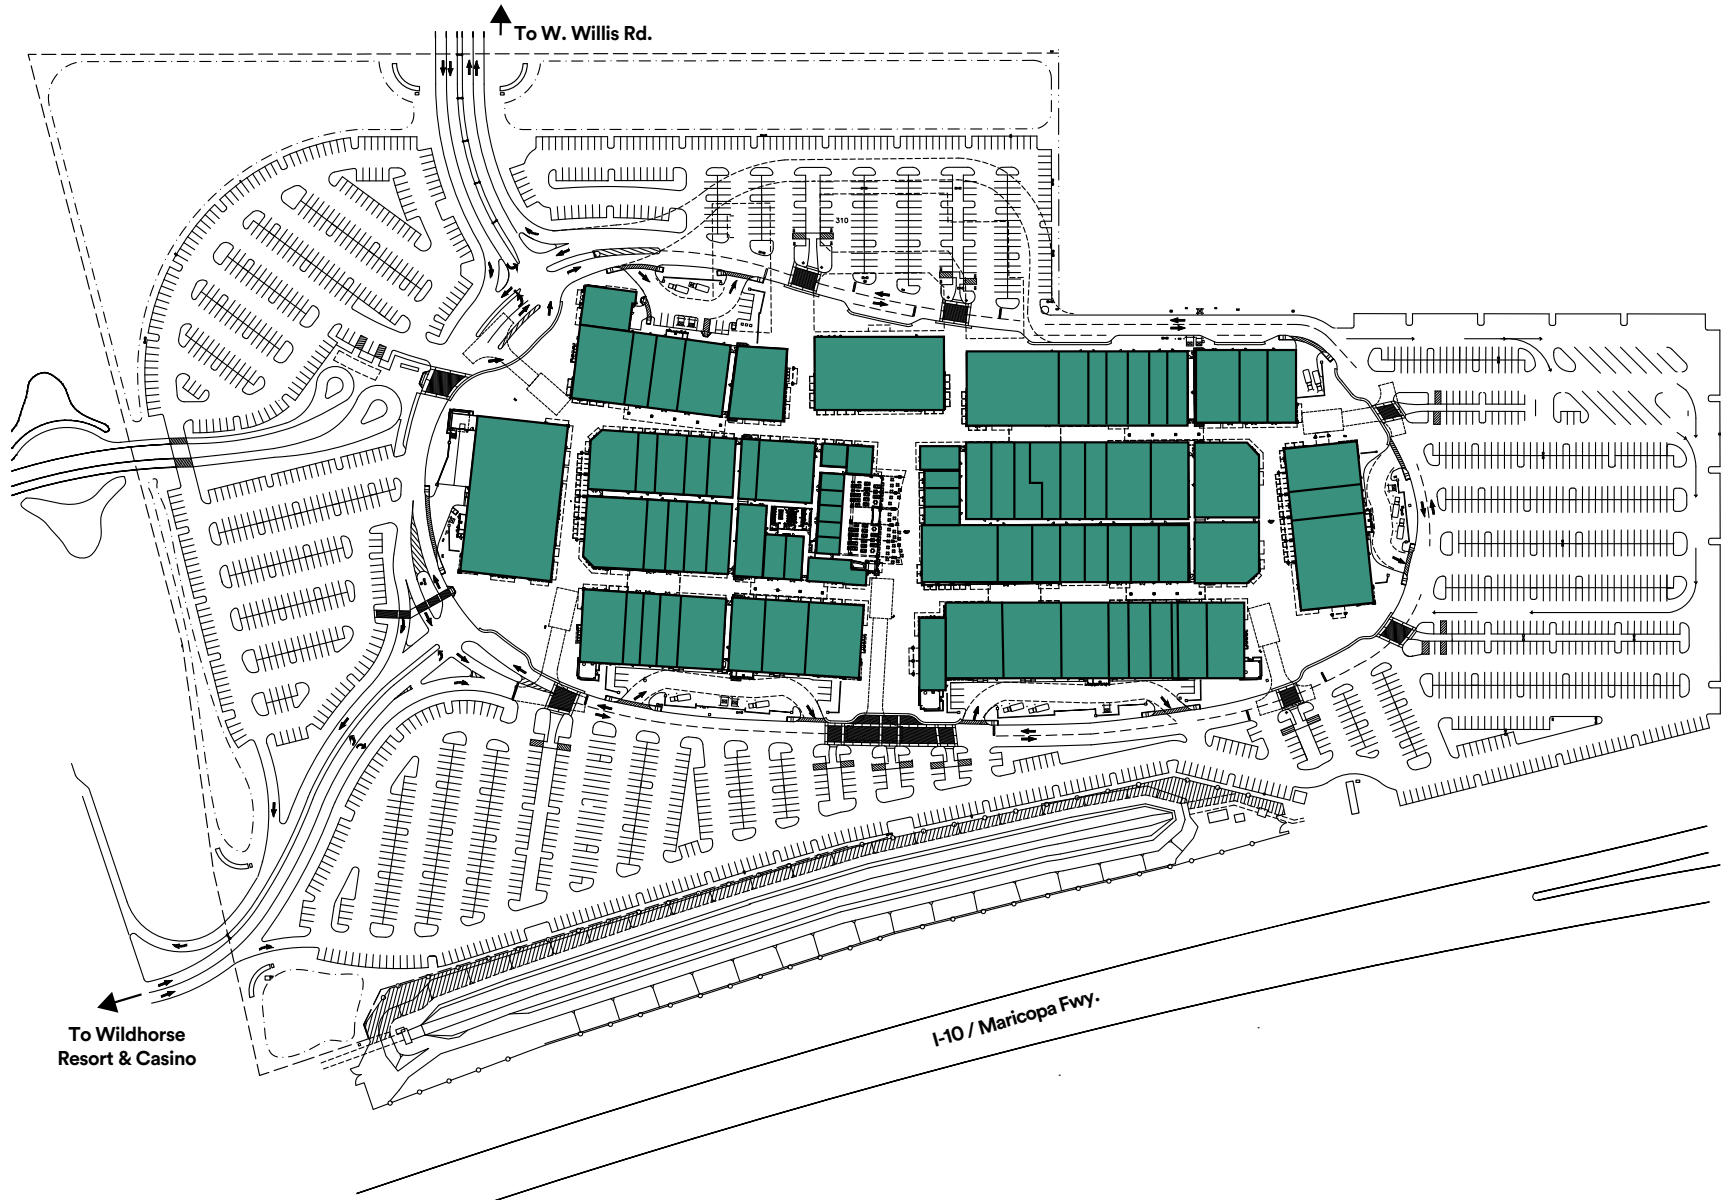 To W. Willis Rd.
310
I-10 / Maricopa Fwy.
To Wildhorse
Resort & Casino